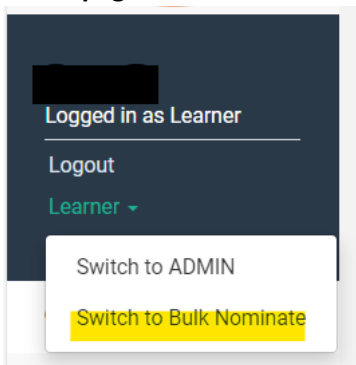 Logged in as Learner
Logout
Learner
Switch to ADMIN
Switch to Bulk Nominate